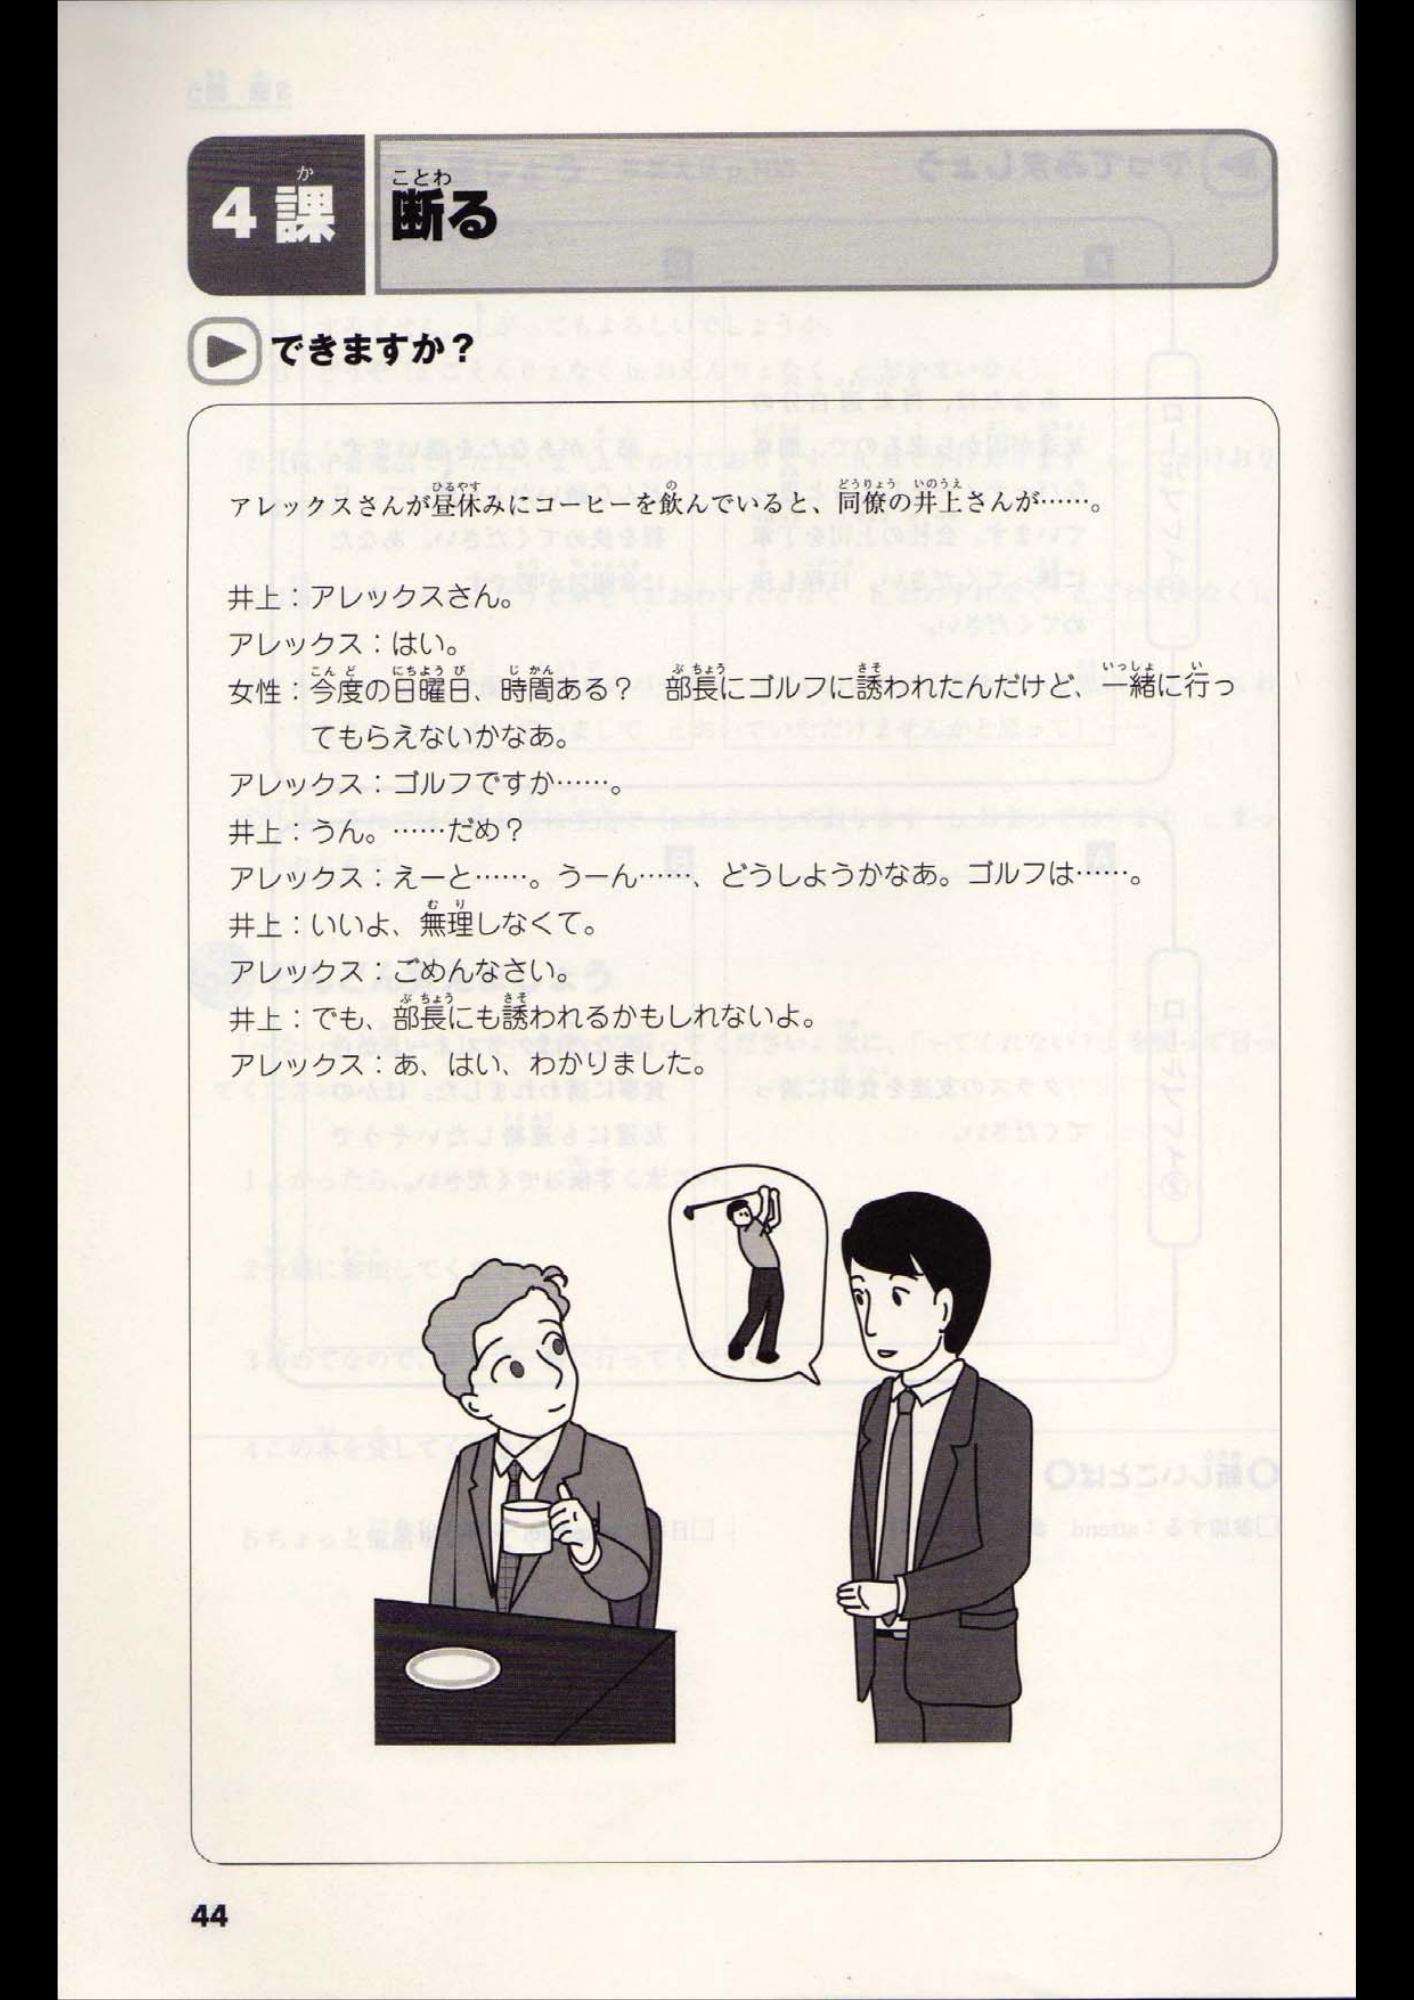 4課 断る
できますか？
アレックスさんが昼休みにコーヒーを飲んでいると、同僚の井上さんが……。
井上：アレックスさん。
アレックス：はい。
女性：今度の日曜日、時間ある？　部長にゴルフに誘われたんだけど、一緒に行っ
てもらえないかなあ。
アレックス：ゴルフですか……。
井上：うん。……だめ？
アレックス：えーと……。うーん……、どうしようかなあ。ゴルフは……。
井上：いいよ、無理しなくて。
アレックス：ごめんなさい。
井上：でも、部長にも誘われるかもしれないよ。
アレックス：あ、はい、わかりました。
44